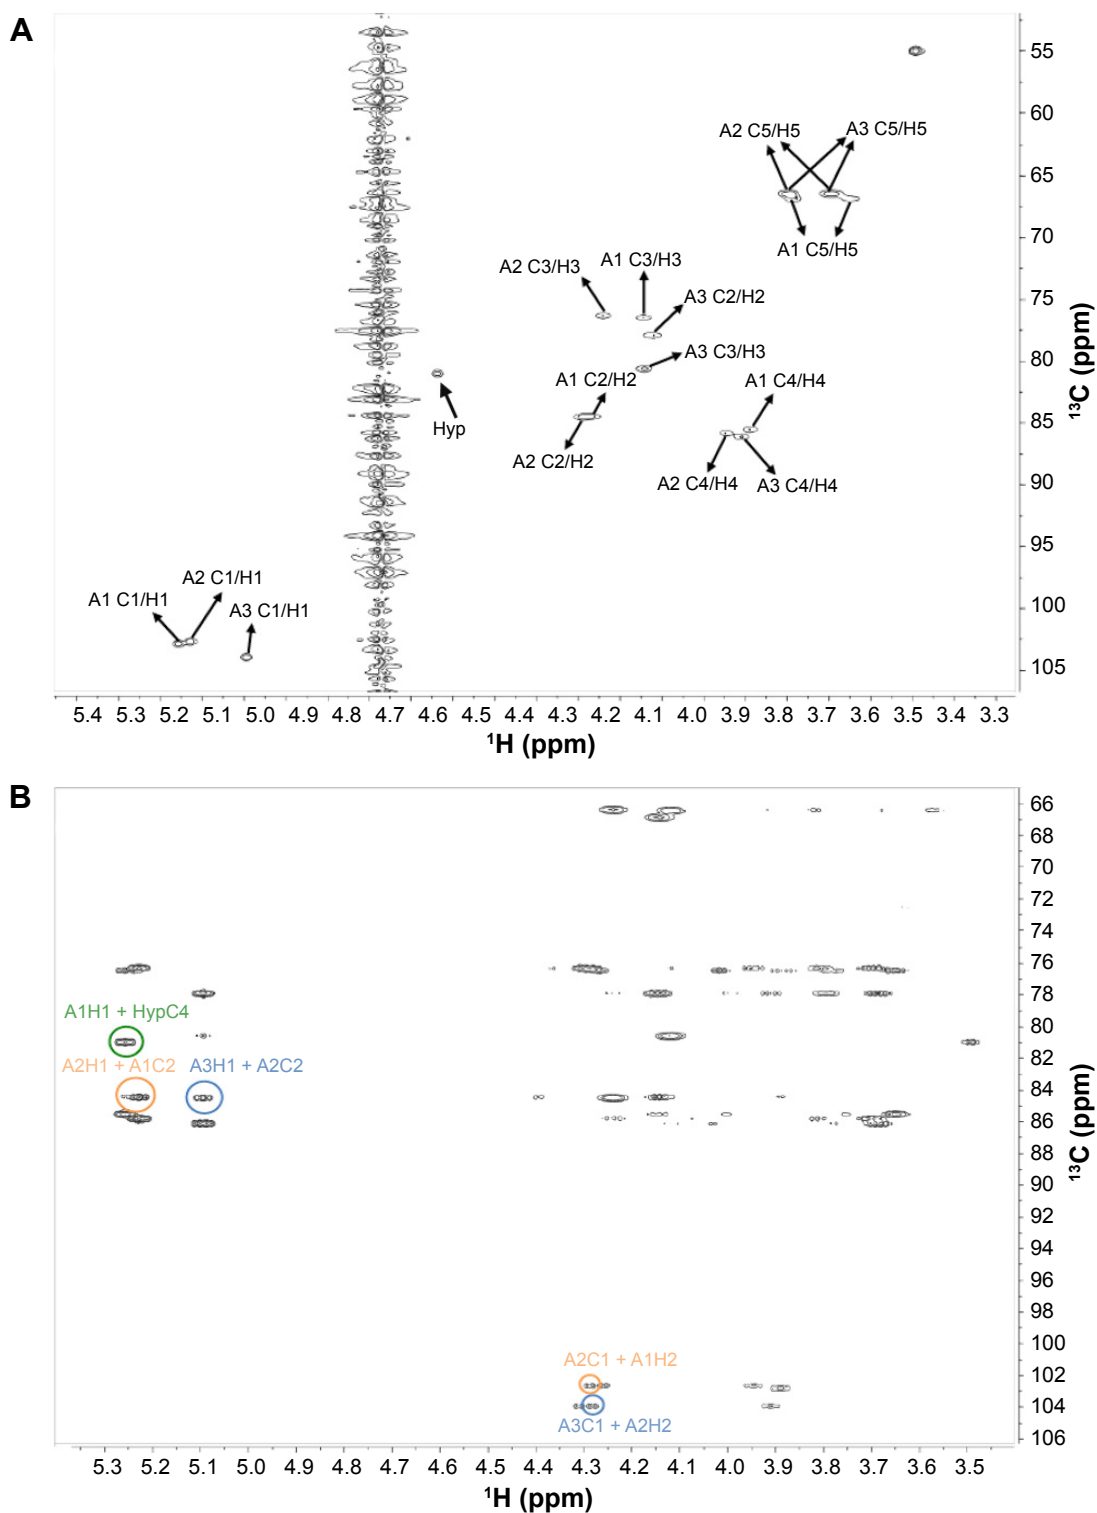 A
55
60
A2 C5/H5
A3 C5/H5
65
70
A1 C5/H5
A2 C3/H3
A1 C3/H3
75
A3 C2/H2
80
A3 C3/H3
A1 C2/H2
A1 C4/H4
85
Hyp
A2 C2/H2
A2 C4/H4
A3 C4/H4
90
95
A2 C1/H1
A1 C1/H1
A3 C1/H1
100
105
¹³C (ppm)
5.4 5.3 5.2 5.1 5.0 4.9 4.8 4.7 4.6 4.5 4.4 4.3 4.2 4.1 4.0 3.9 3.8 3.7 3.6 3.5 3.4 3.3
¹H (ppm)
B
66
68
70
72
74
76
78
A1H1 + HypC4
80
82
A2H1 + A1C2
A3H1 + A2C2
84
86
88
90
92
94
96
98
100
A2C1 + A1H2
102
104
A3C1 + A2H2
106
¹³C (ppm)
5.3 5.2 5.1 5.0 4.9 4.8 4.7 4.6 4.5 4.4 4.3 4.2 4.1 4.0 3.9 3.8 3.7 3.6 3.5
¹H (ppm)